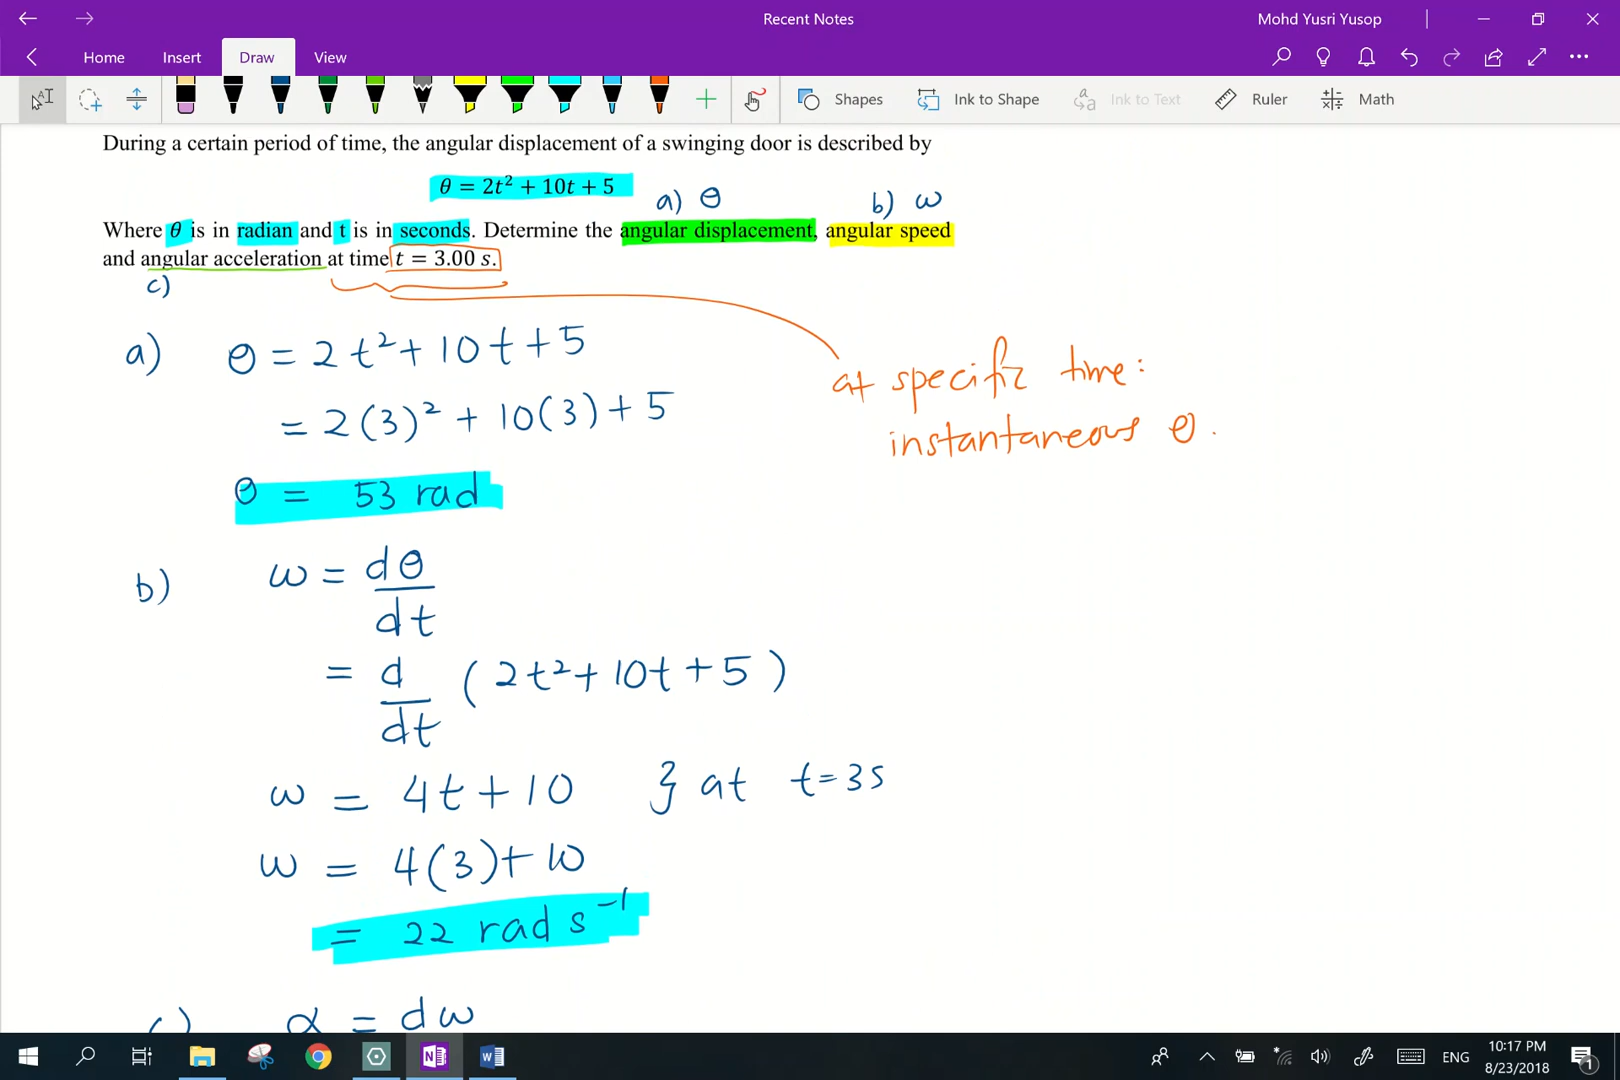 Recent Notes
Mohd Yusri Yusop
Home Insert Draw View
Shapes Ink to Shape Ink to Text Ruler Math
During a certain period of time, the angular displacement of a swinging door is described by
θ = 2t² + 10t + 5
a) θ b) ω
Where θ is in radian and t is in seconds. Determine the angular displacement, angular speed
and angular acceleration at time t = 3.00 s.
c)
a) θ = 2t² + 10t + 5
= 2(3)² + 10(3) + 5
θ = 53 rad
at specific time:
instantaneous θ.
b) ω = dθ
dt
= d (2t² + 10t + 5)
dt
ω = 4t + 10 } at t = 3s
ω = 4(3) + 10
= 22 rad s⁻¹
c) α = dω
ENG
10:17 PM
8/23/2018
1